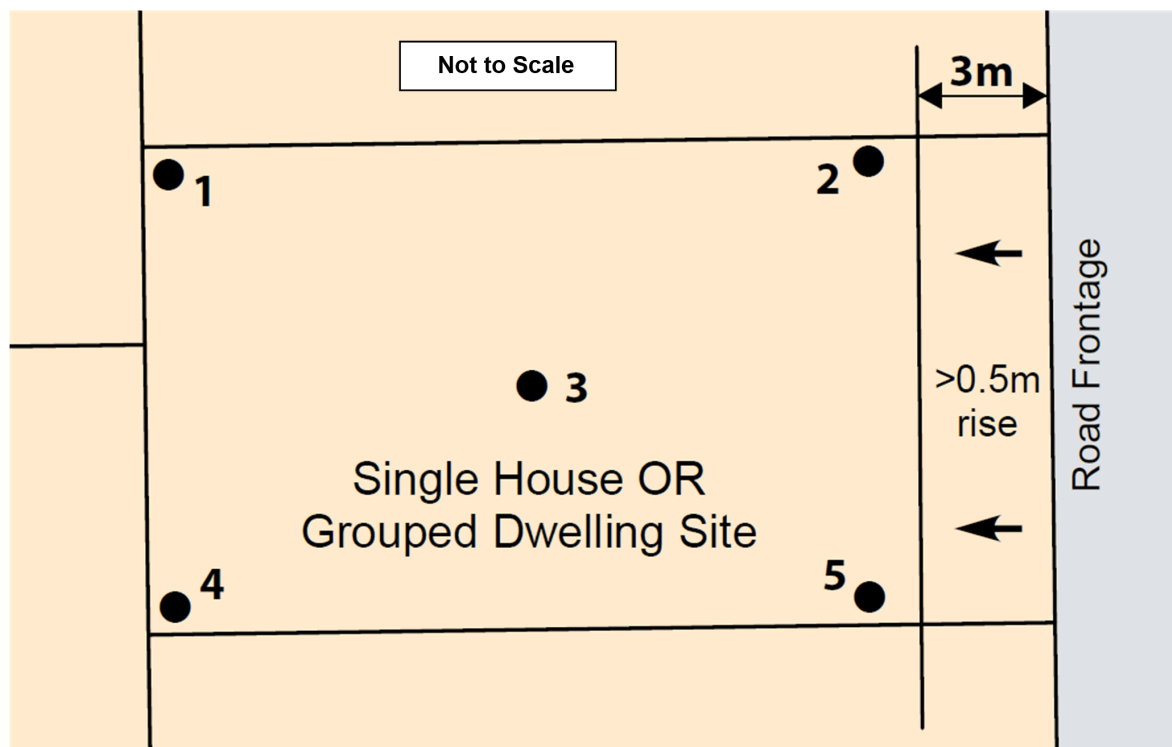 Not to Scale
3m
1
2
>0.5m
rise
Road Frontage
3
Single House OR
Grouped Dwelling Site
4
5